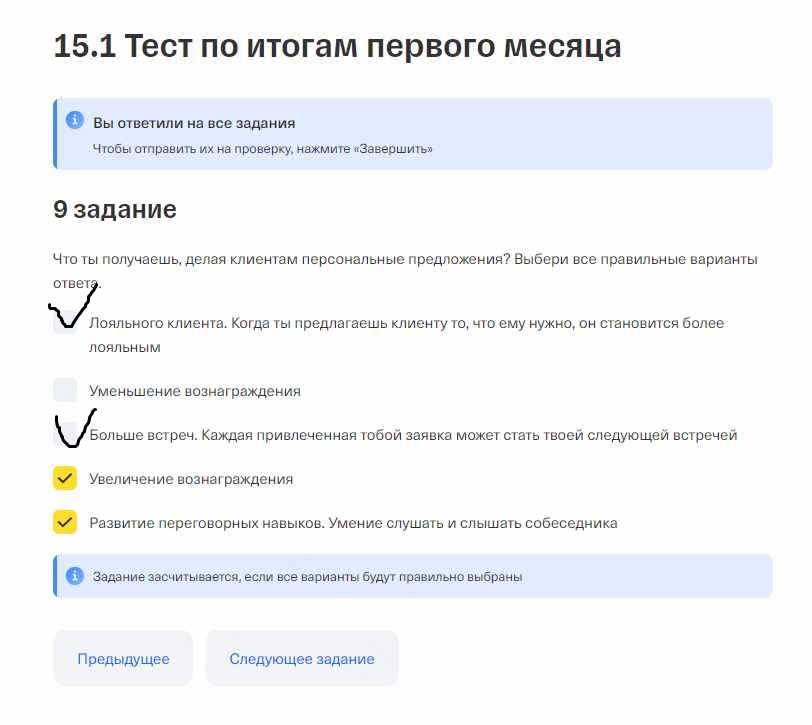 15.1 Тест по итогам первого месяца
Вы ответили на все задания
Чтобы отправить их на проверку, нажмите «Завершить»
9 задание
Что ты получаешь, делая клиентам персональные предложения? Выбери все правильные варианты
ответа.
Лояльного клиента. Когда ты предлагаешь клиенту то, что ему нужно, он становится более
лояльным
Уменьшение вознаграждения
Больше встреч. Каждая привлеченная тобой заявка может стать твоей следующей встречей
Увеличение вознаграждения
Развитие переговорных навыков. Умение слушать и слышать собеседника
Задание засчитывается, если все варианты будут правильно выбраны
Предыдущее
Следующее задание